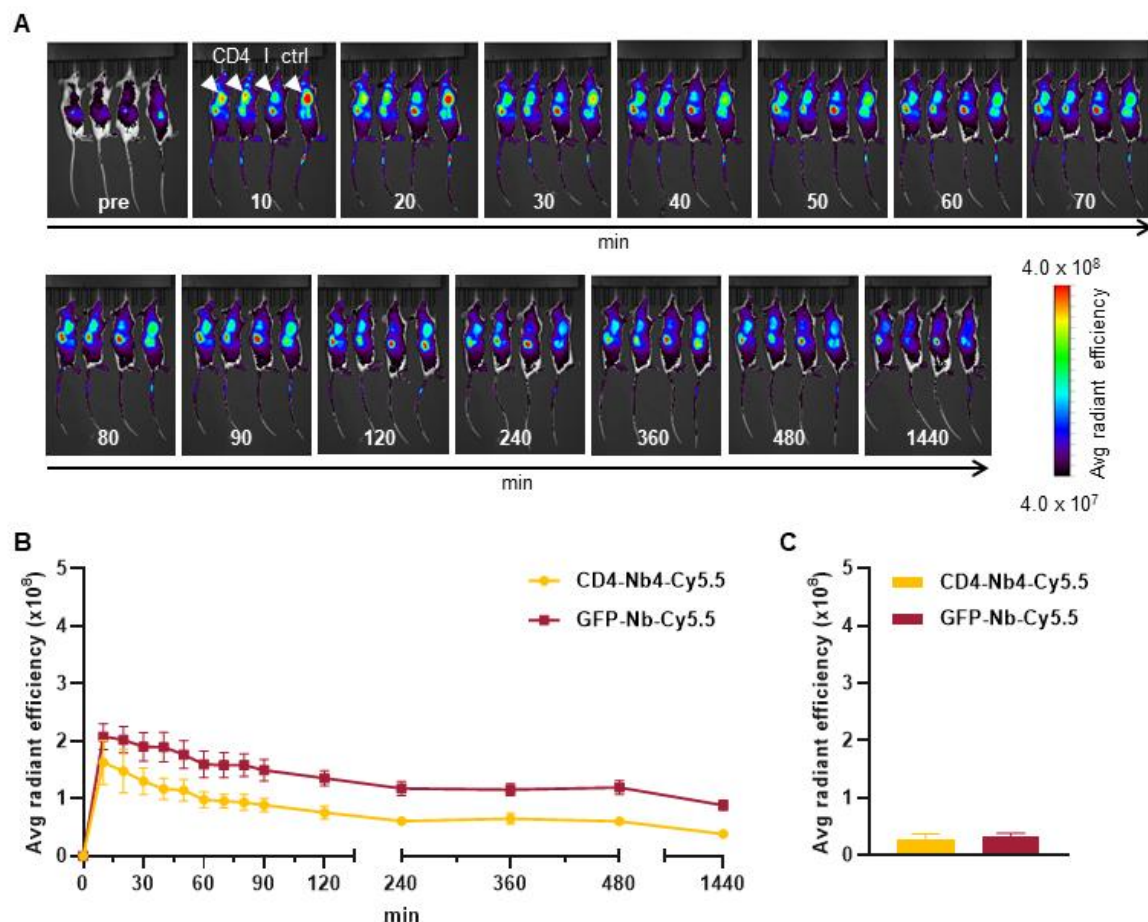 A
CD4 | ctrl
pre 10 20 30 40 50 60 70
min
80 90 120 240 360 480 1440
min
4.0 x 10⁸
Avg radiant efficiency
4.0 x 10⁷
B
Avg radiant efficiency (x10⁸)
5
4
3
2
1
0
CD4-Nb4-Cy5.5
GFP-Nb-Cy5.5
0 30 60 90 120 240 360 480 1440
min
C
Avg radiant efficiency (x10⁸)
5
4
3
2
1
0
CD4-Nb4-Cy5.5
GFP-Nb-Cy5.5